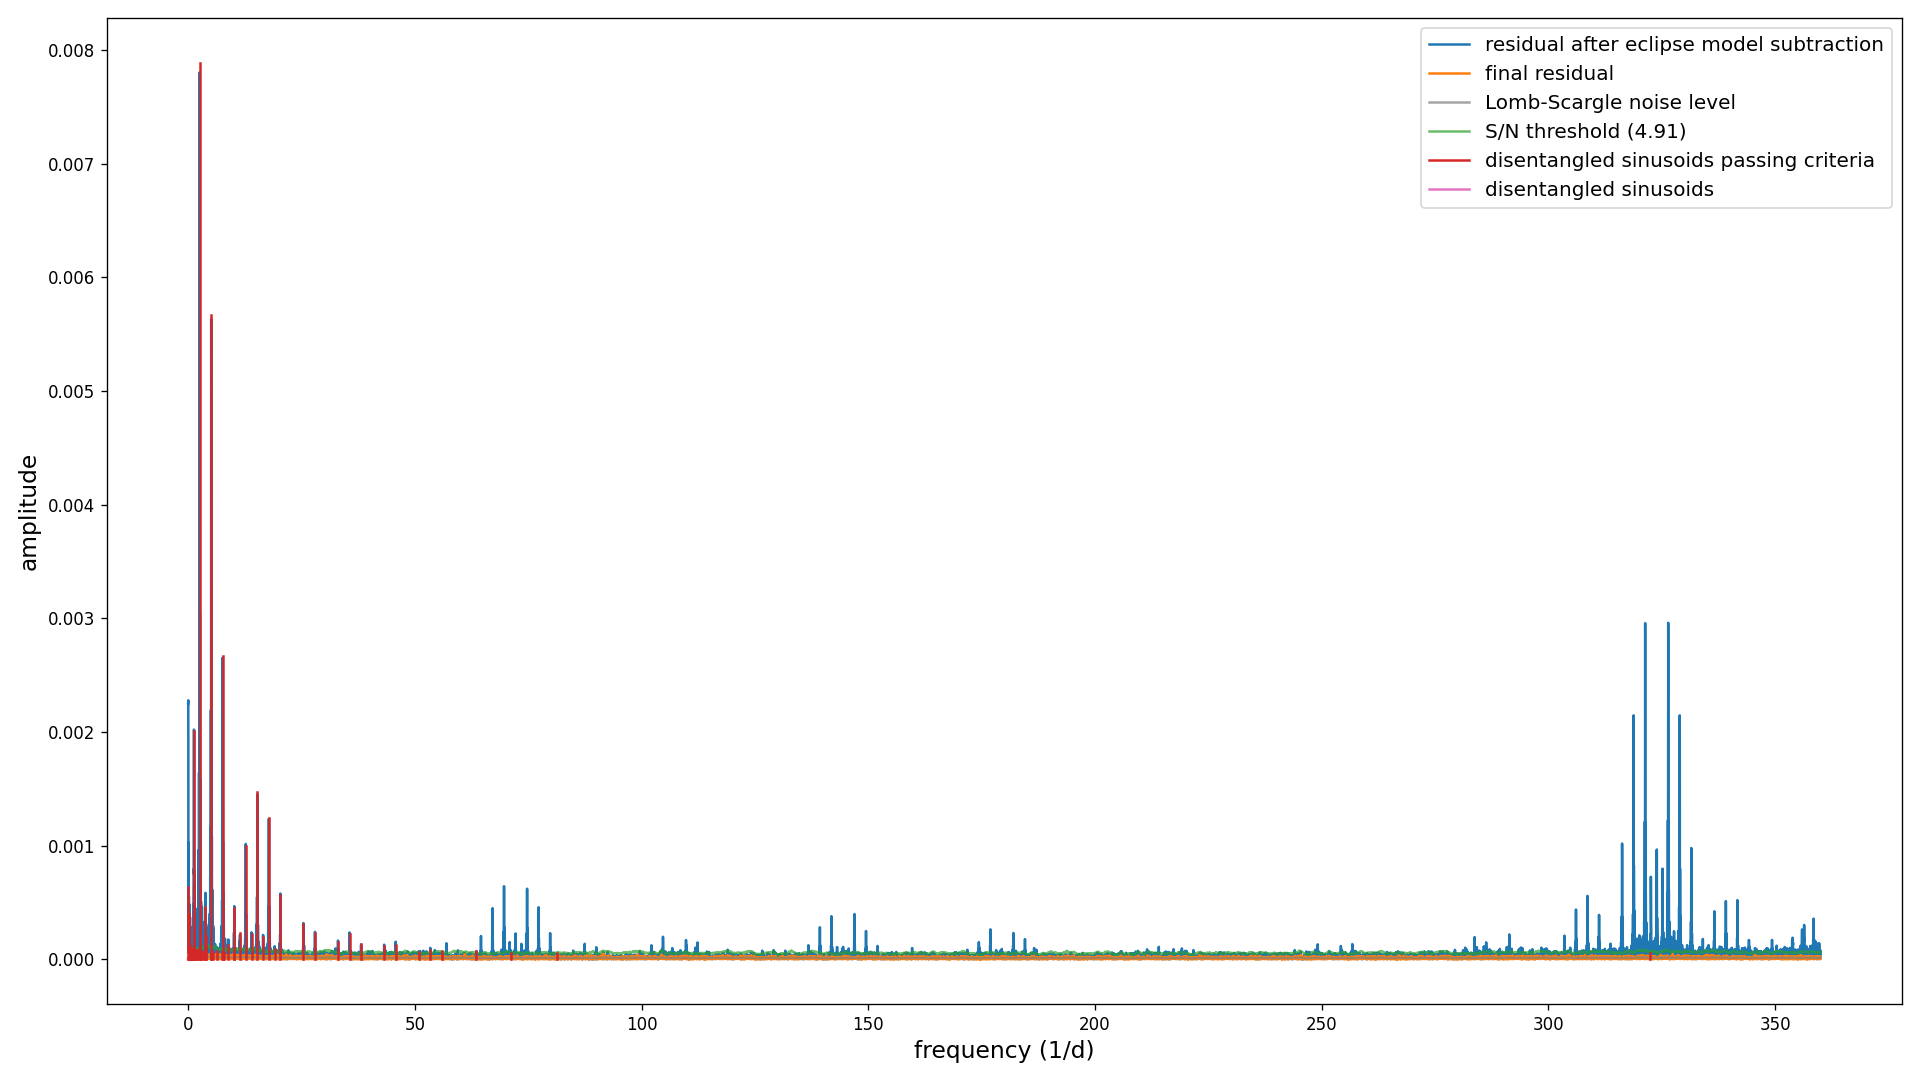 0.008
0.007
0.006
0.005
0.004
0.003
0.002
0.001
0.000
amplitude
0
50
100
150
200
250
300
350
frequency (1/d)
residual after eclipse model subtraction
final residual
Lomb-Scargle noise level
S/N threshold (4.91)
disentangled sinusoids passing criteria
disentangled sinusoids